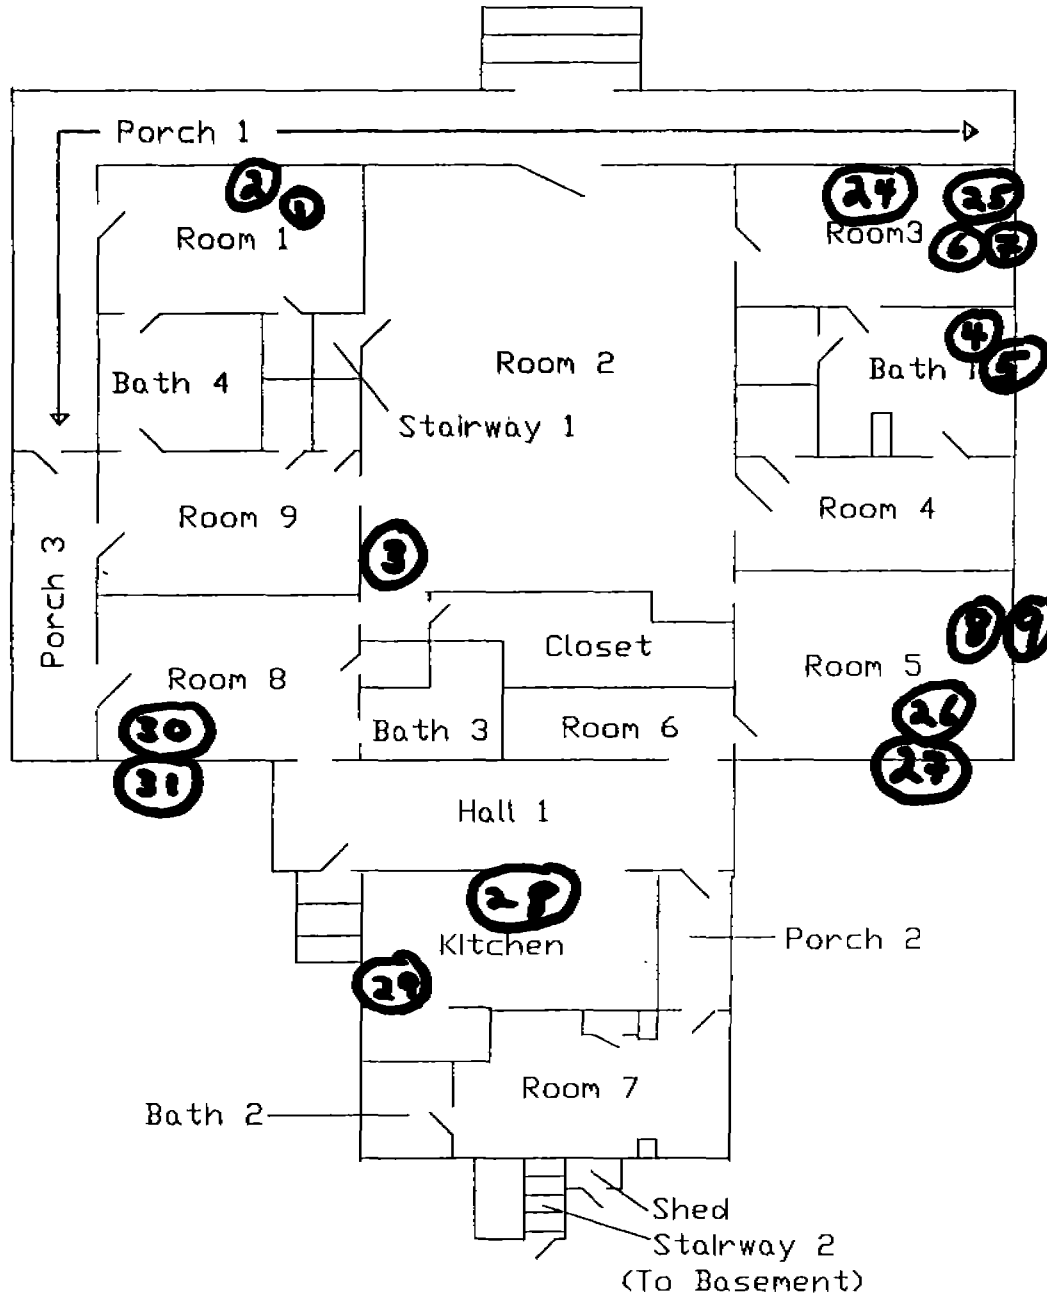 Porch 1
2 1 24 25
Room 1 Room3 6 7
4
Room 2 Bath 1 5
Bath 4
Stairway 1
Room 9 Room 4
3
Porch 3
8 9
Closet
Room 8 Room 5
30 26
Bath 3 Room 6
31 27
Hall 1
28
Kitchen Porch 2
29
Room 7
Bath 2
Shed
Stairway 2
(To Basement)